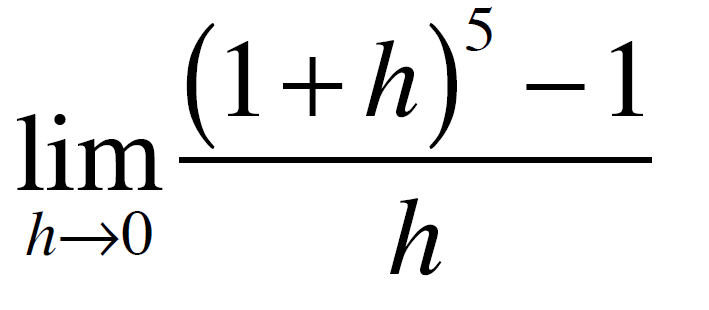 lim h→0 ((1+h)^5 − 1)/h